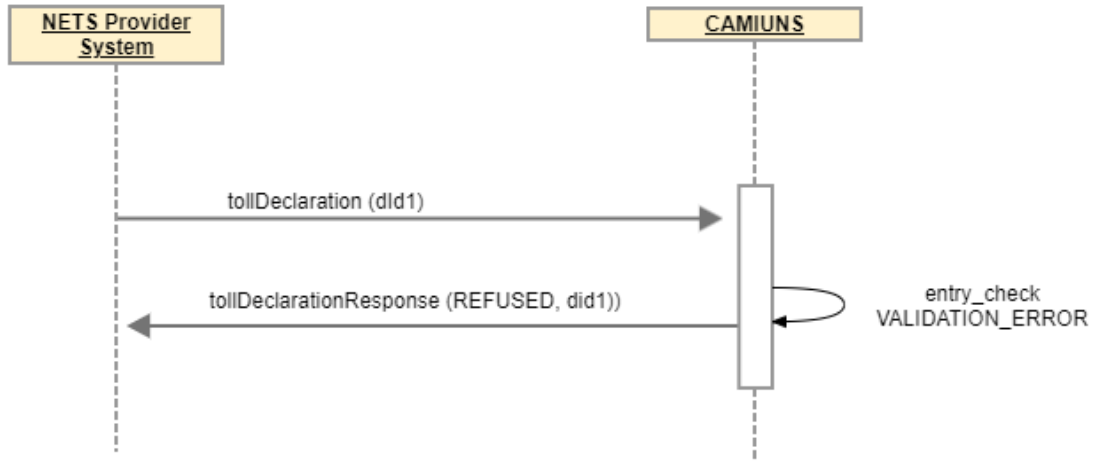 NETS Provider
System
CAMIUNS
tollDeclaration (dId1)
tollDeclarationResponse (REFUSED, did1))
entry_check
VALIDATION_ERROR